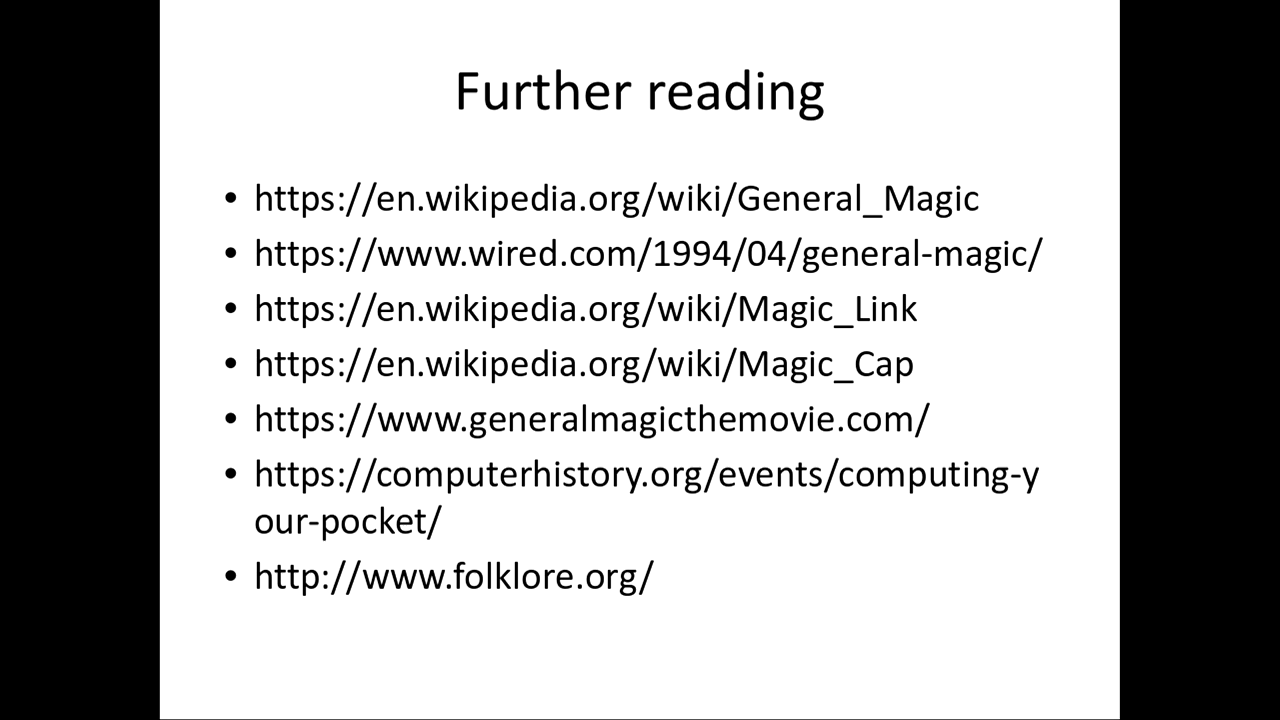 Further reading
• https://en.wikipedia.org/wiki/General_Magic
• https://www.wired.com/1994/04/general-magic/
• https://en.wikipedia.org/wiki/Magic_Link
• https://en.wikipedia.org/wiki/Magic_Cap
• https://www.generalmagicthemovie.com/
• https://computerhistory.org/events/computing-y
our-pocket/
• http://www.folklore.org/